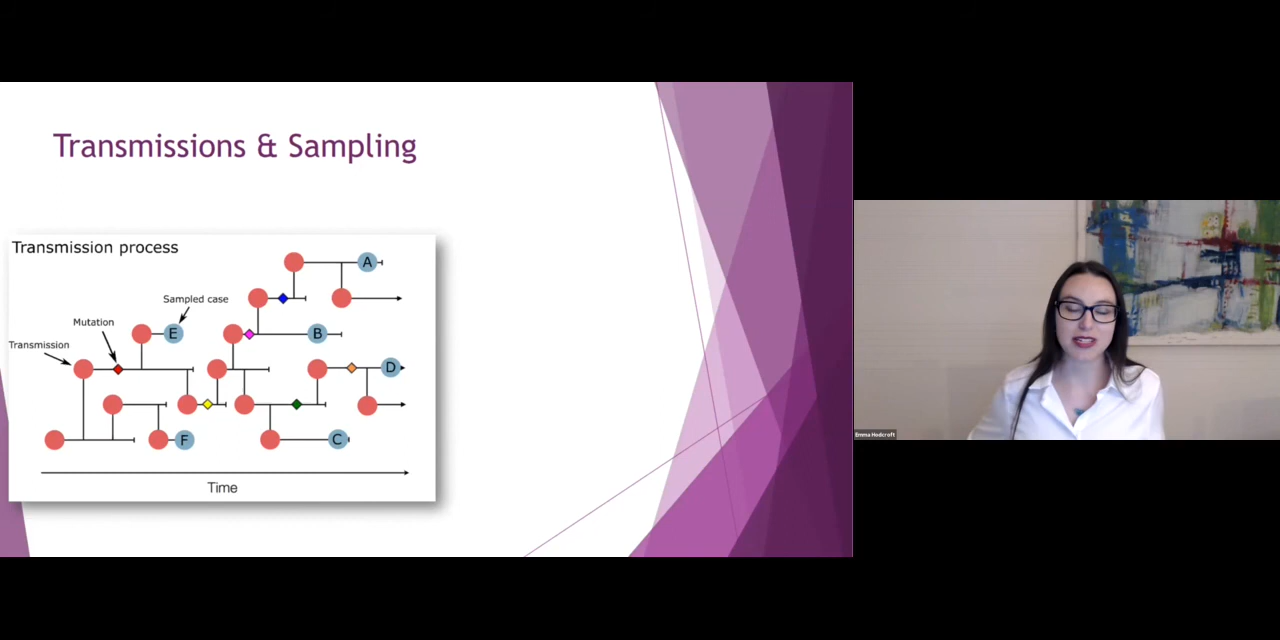 Transmissions & Sampling
Transmission process
A
Sampled case
Mutation
E
B
Transmission
D
F
C
Time
Emma Hodcroft